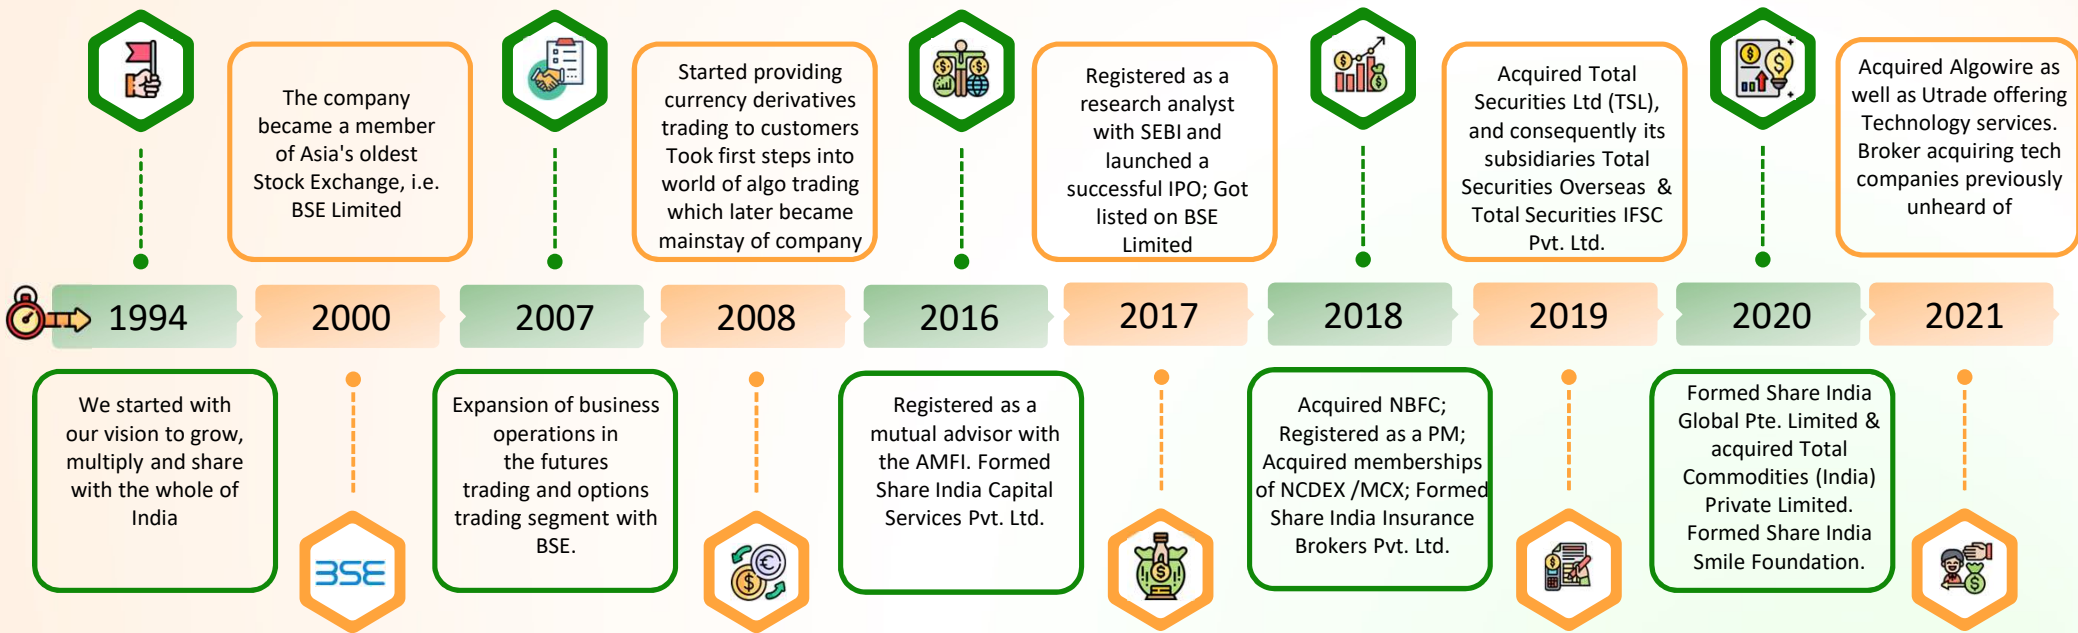 The company
became a member
of Asia's oldest
Stock Exchange, i.e.
BSE Limited
Started providing
currency derivatives
trading to customers
Took first steps into
world of algo trading
which later became
mainstay of company
Registered as a
research analyst
with SEBI and
launched a
successful IPO; Got
listed on BSE
Limited
Acquired Total
Securities Ltd (TSL),
and consequently its
subsidiaries Total
Securities Overseas &
Total Securities IFSC
Pvt. Ltd.
Acquired Algowire as
well as Utrade offering
Technology services.
Broker acquiring tech
companies previously
unheard of
1994
2000
2007
2008
2016
2017
2018
2019
2020
2021
We started with
our vision to grow,
multiply and share
with the whole of
India
BSE
Expansion of business
operations in
the futures
trading and options
trading segment with
BSE.
Registered as a
mutual advisor with
the AMFI. Formed
Share India Capital
Services Pvt. Ltd.
Acquired NBFC;
Registered as a PM;
Acquired memberships
of NCDEX /MCX; Formed
Share India Insurance
Brokers Pvt. Ltd.
Formed Share India
Global Pte. Limited &
acquired Total
Commodities (India)
Private Limited.
Formed Share India
Smile Foundation.